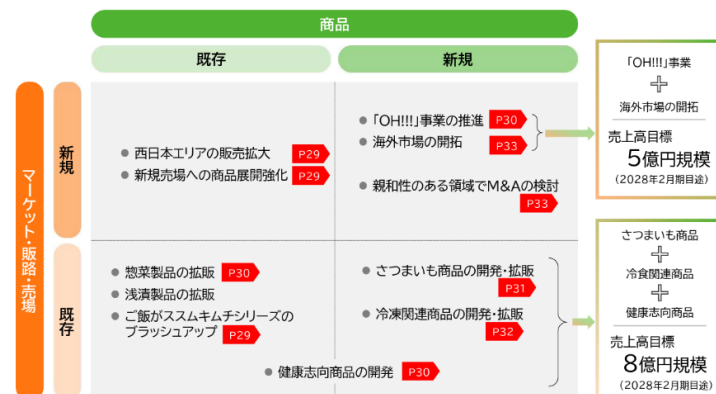 商品
既存
新規
マーケット・販路・売場
新規
既存
● 西日本エリアの販売拡大 P29
● 新規売場への商品展開強化 P29
● 「OH!!!」事業の推進 P30
● 海外市場の開拓 P33
● 親和性のある領域でM&Aの検討
P33
● 惣菜製品の拡販 P30
● 浅漬製品の拡販
● ご飯がススムキムチシリーズの
ブラッシュアップ P29
● さつまいも商品の開発・拡販
P31
● 冷凍関連商品の開発・拡販
P32
● 健康志向商品の開発 P30
「OH!!!」事業
+
海外市場の開拓
売上高目標
5億円規模
(2028年2月期目途)
さつまいも商品
+
冷食関連商品
+
健康志向商品
売上高目標
8億円規模
(2028年2月期目途)